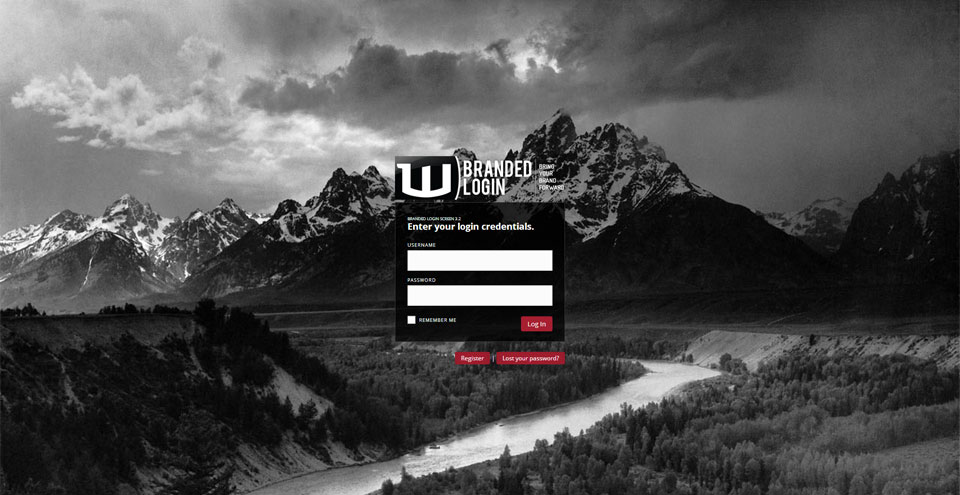 W BRANDED
LOGIN
BRING
YOUR
BRAND
FORWARD
BRANDED LOGIN SCREEN 3.2
Enter your login credentials.
USERNAME
PASSWORD
REMEMBER ME
Log In
Register | Lost your password?